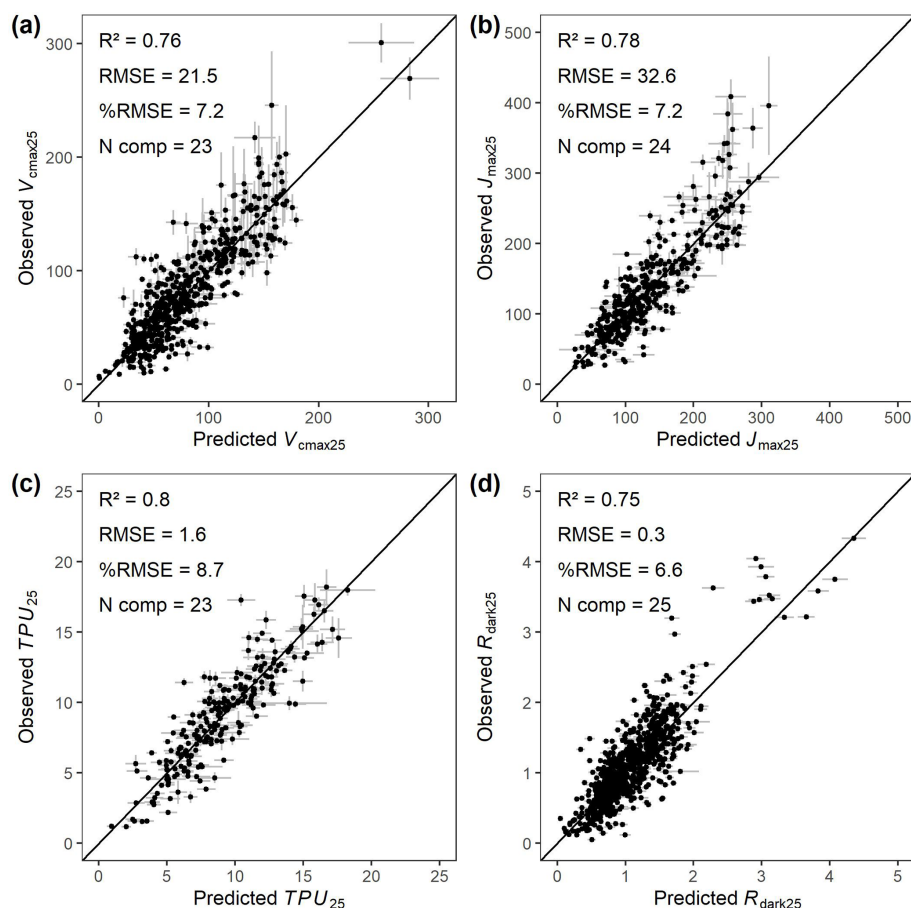 (a)
R² = 0.76
RMSE = 21.5
%RMSE = 7.2
N comp = 23
300
200
100
0
Observed Vcmax25
0 100 200 300
Predicted Vcmax25
(b)
R² = 0.78
RMSE = 32.6
%RMSE = 7.2
N comp = 24
500
400
300
200
100
0
Observed Jmax25
0 100 200 300 400 500
Predicted Jmax25
(c)
R² = 0.8
RMSE = 1.6
%RMSE = 8.7
N comp = 23
25
20
15
10
5
0
Observed TPU25
0 5 10 15 20 25
Predicted TPU25
(d)
R² = 0.75
RMSE = 0.3
%RMSE = 6.6
N comp = 25
5
4
3
2
1
0
Observed Rdark25
0 1 2 3 4 5
Predicted Rdark25